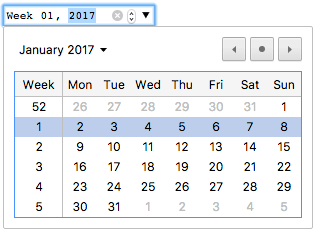 Week 01, 2017
January 2017
Week Mon Tue Wed Thu Fri Sat Sun
52 26 27 28 29 30 31 1
1 2 3 4 5 6 7 8
2 9 10 11 12 13 14 15
3 16 17 18 19 20 21 22
4 23 24 25 26 27 28 29
5 30 31 1 2 3 4 5